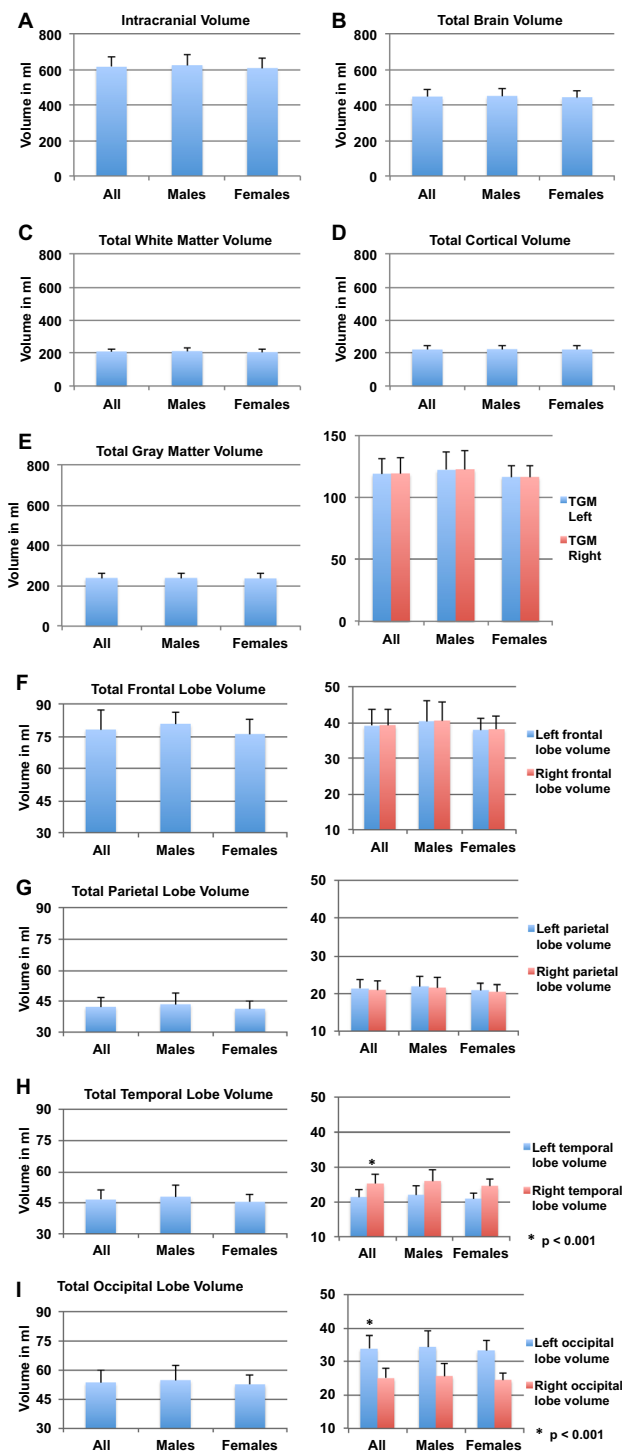 A
Intracranial Volume
Volume in ml
800
600
400
200
0
All Males Females
B
Total Brain Volume
800
600
400
200
0
All Males Females
C
Total White Matter Volume
Volume in ml
800
600
400
200
0
All Males Females
D
Total Cortical Volume
800
600
400
200
0
All Males Females
E
Total Gray Matter Volume
Volume in ml
800
600
400
200
0
All Males Females
150
100
50
0
All Males Females
TGM
Left
TGM
Right
F
Total Frontal Lobe Volume
Volume in ml
90
75
60
45
30
All Males Females
50
40
30
20
10
All Males Females
Left frontal
lobe volume
Right frontal
lobe volume
G
Total Parietal Lobe Volume
Volume in ml
90
75
60
45
30
All Males Females
50
40
30
20
10
All Males Females
Left parietal
lobe volume
Right parietal
lobe volume
H
Total Temporal Lobe Volume
Volume in ml
90
75
60
45
30
All Males Females
50
40
30
20
10
*
All Males Females
Left temporal
lobe volume
Right temporal
lobe volume
* p < 0.001
I
Total Occipital Lobe Volume
Volume in ml
90
75
60
45
30
All Males Females
50
40
30
20
10
*
All Males Females
Left occipital
lobe volume
Right occipital
lobe volume
* p < 0.001